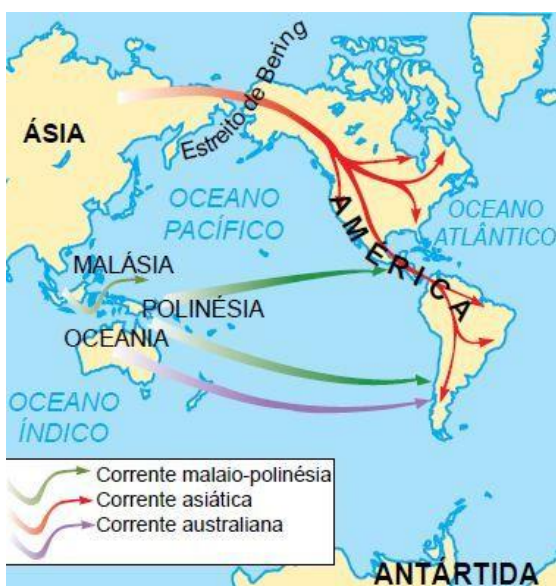 Estreito de Bering
ÁSIA
OCEANO
PACÍFICO
AMÉRICA
OCEANO
ATLÂNTICO
MALÁSIA
POLINÉSIA
OCEANIA
OCEANO
ÍNDICO
Corrente malaio-polinésia
Corrente asiática
Corrente australiana
ANTÁRTIDA